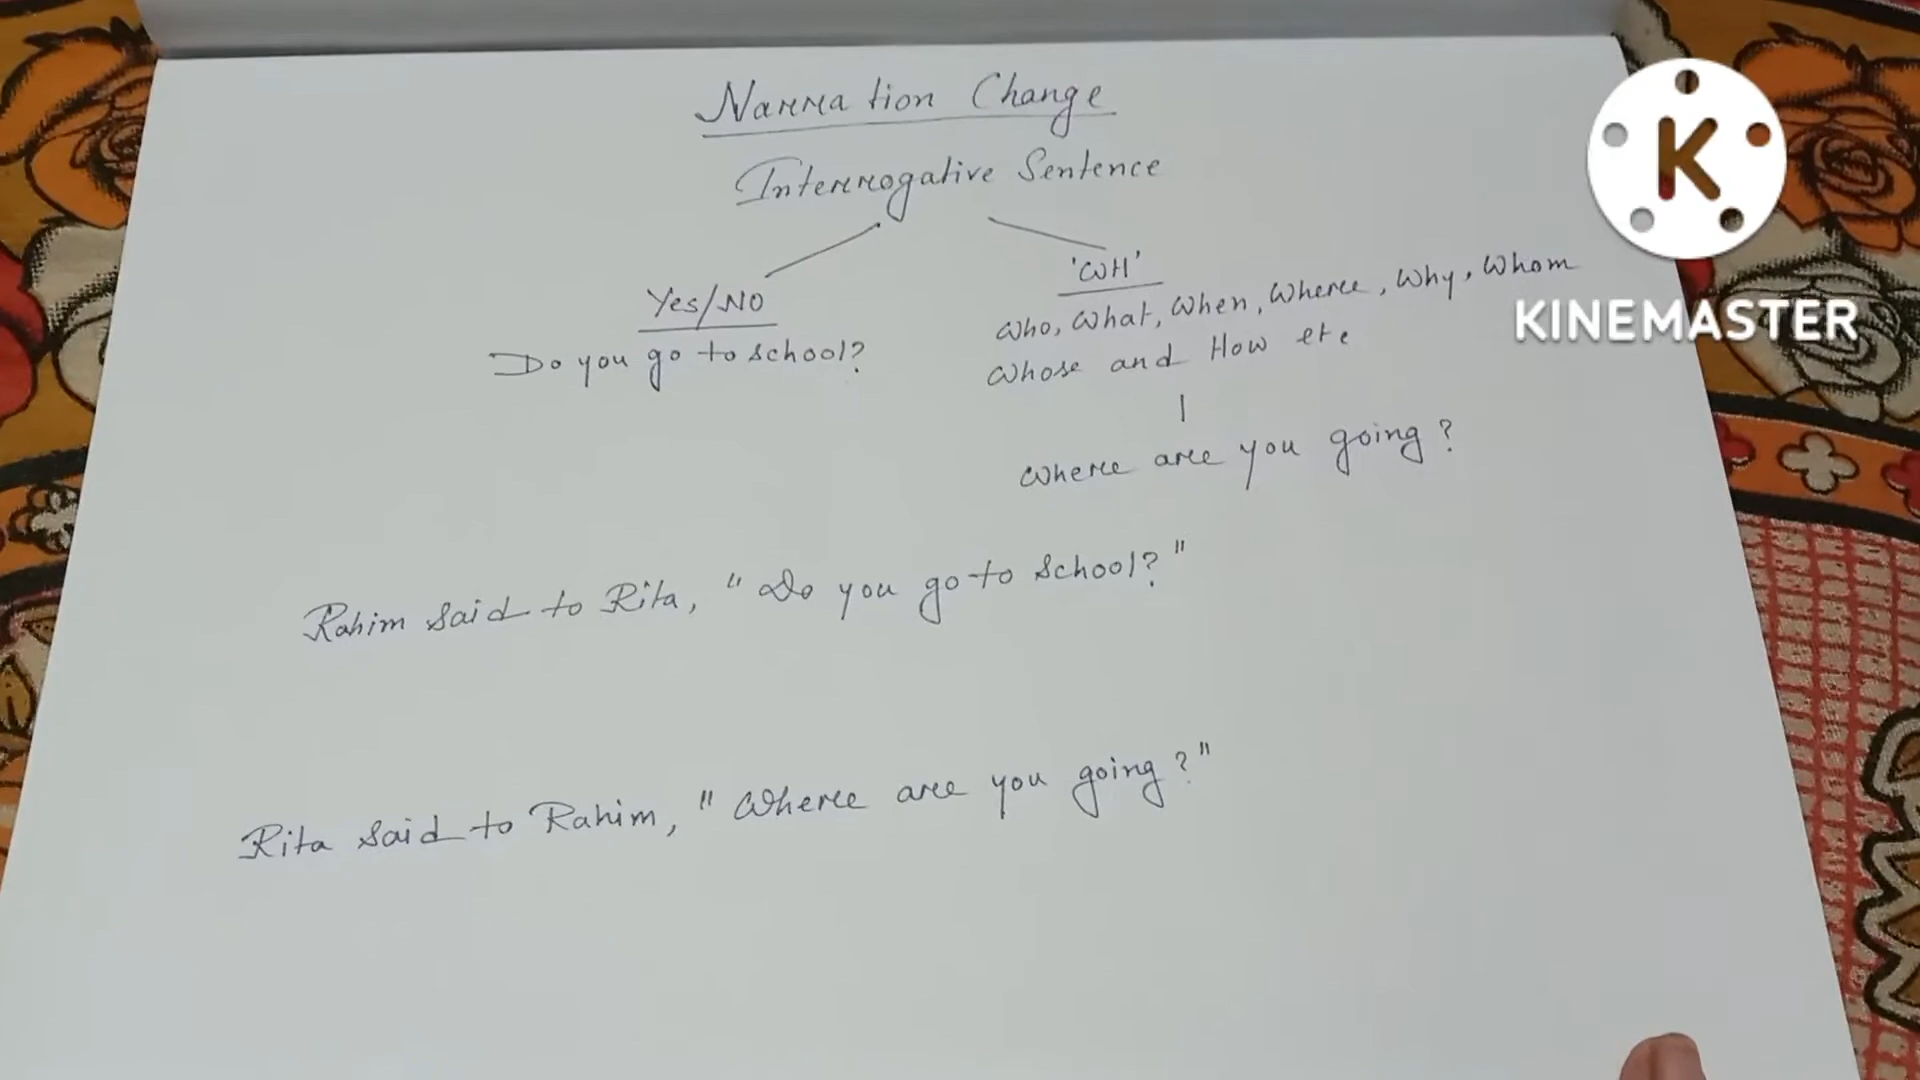 Narration Change
Interrogative Sentence
Yes/NO
Do you go to school?
'WH'
Who, What, When, Where, Why, Whom
Whose and How etc
Where are you going?
Rahim said to Rita, "Do you go to school?"
Rita said to Rahim, "Where are you going?"
K
KINEMASTER